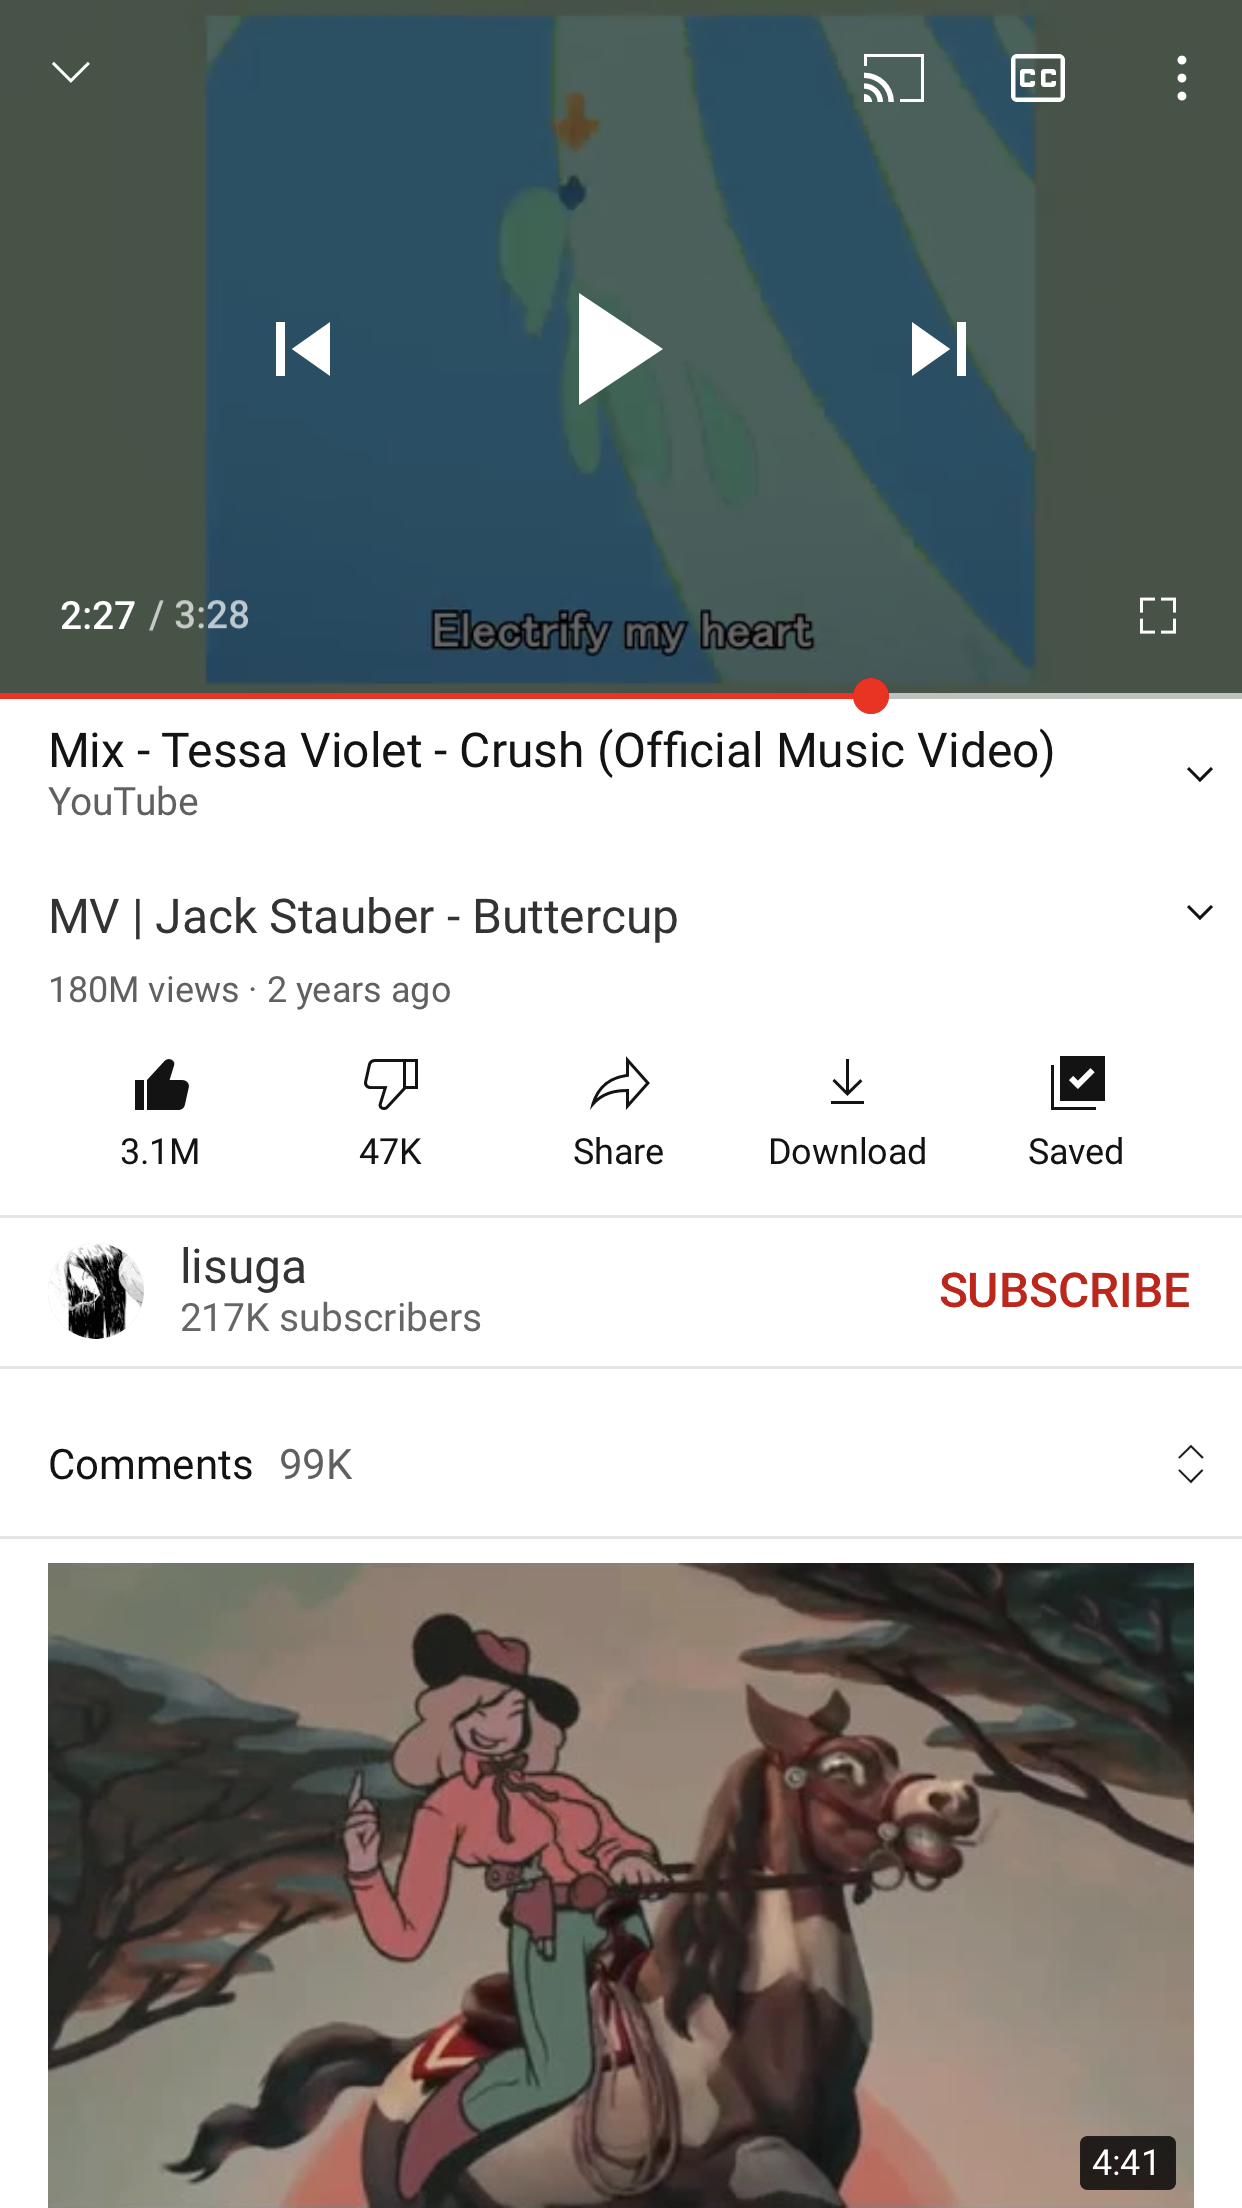 CC
2:27 / 3:28
Electrify my heart
Mix - Tessa Violet - Crush (Official Music Video)
YouTube
MV | Jack Stauber - Buttercup
180M views · 2 years ago
3.1M
47K
Share
Download
Saved
lisuga
217K subscribers
SUBSCRIBE
Comments 99K
4:41